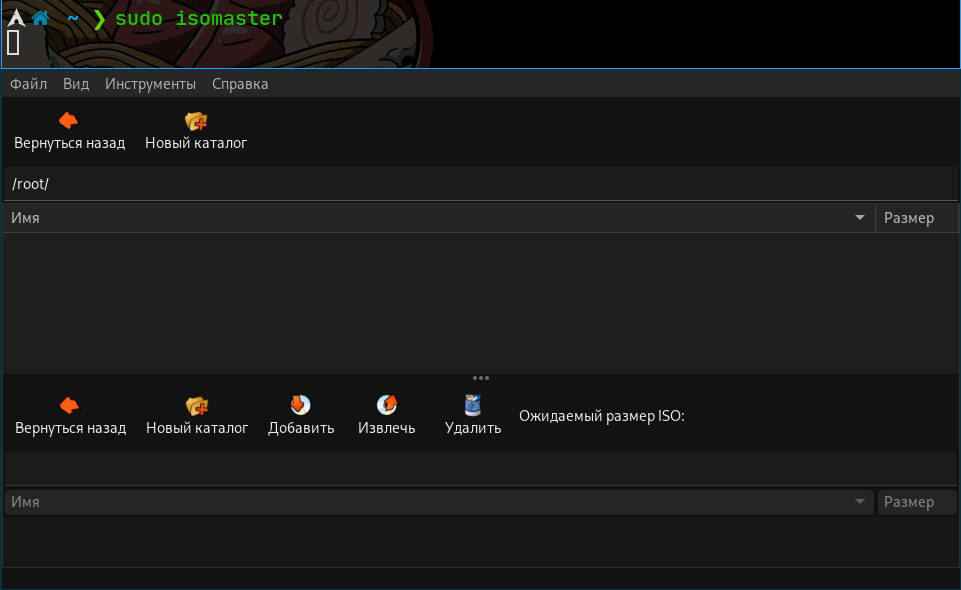 ~ ❯ sudo isomaster
Файл Вид Инструменты Справка
Вернуться назад Новый каталог
/root/
Имя Размер
Вернуться назад Новый каталог Добавить Извлечь Удалить Ожидаемый размер ISO:
Имя Размер